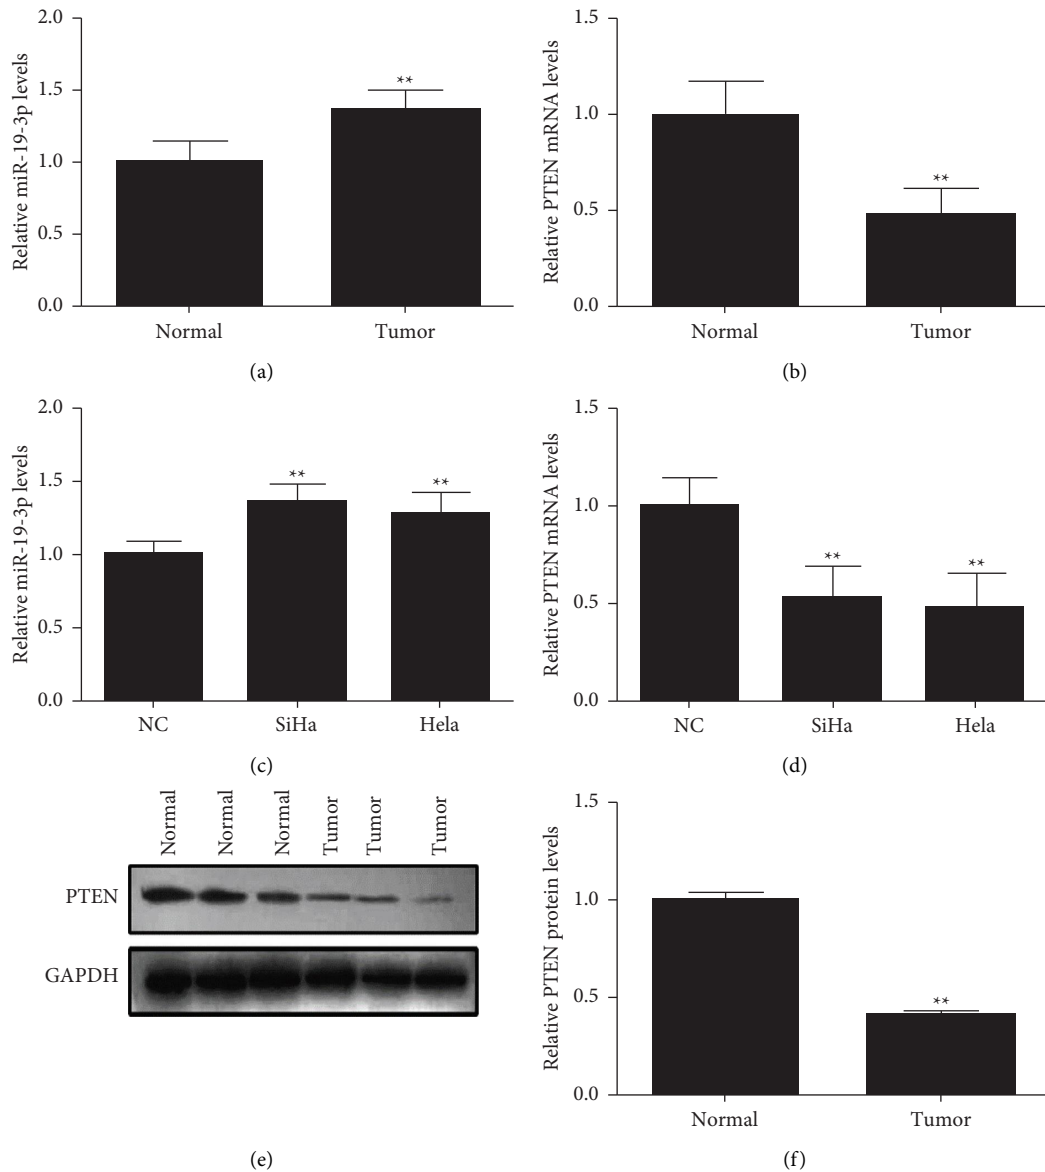 2.0
1.5
1.0
0.5
0.0
Relative miR-19-3p levels
**
Normal
Tumor
(a)
1.5
1.0
0.5
0.0
Relative PTEN mRNA levels
**
Normal
Tumor
(b)
2.0
1.5
1.0
0.5
0.0
Relative miR-19-3p levels
**
**
NC
SiHa
Hela
(c)
1.5
1.0
0.5
0.0
Relative PTEN mRNA levels
**
**
NC
SiHa
Hela
(d)
Normal
Normal
Normal
Tumor
Tumor
Tumor
PTEN
GAPDH
(e)
1.5
1.0
0.5
0.0
Relative PTEN protein levels
**
Normal
Tumor
(f)